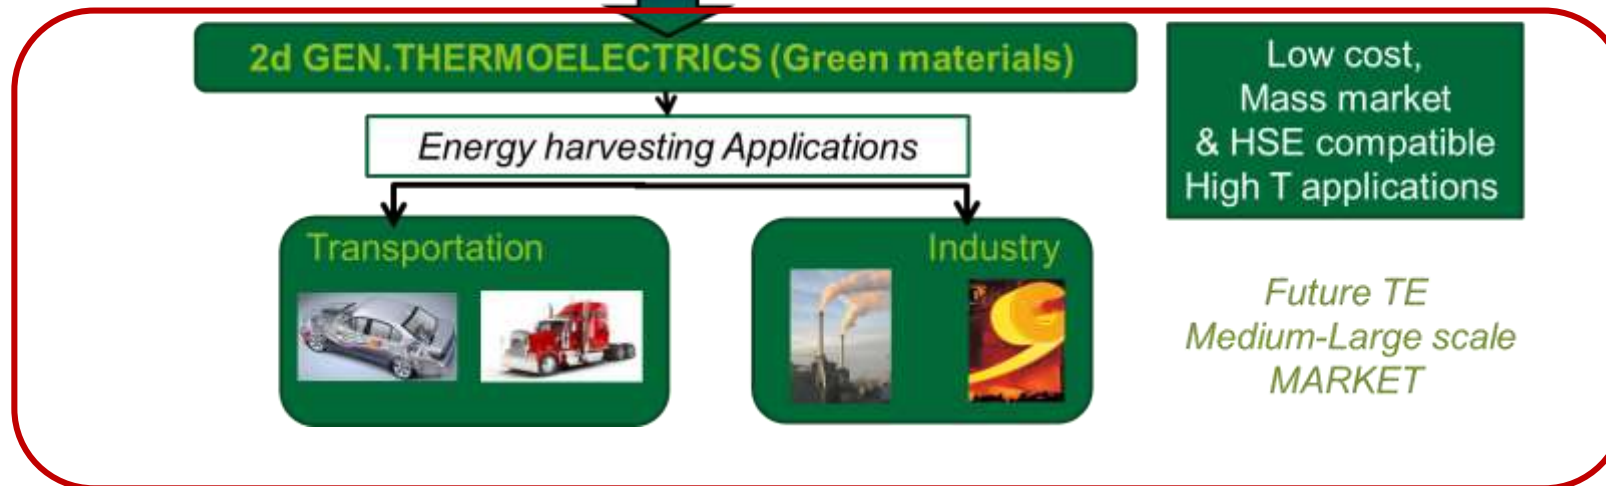 2d GEN.THERMOELECTRICS (Green materials)
Low cost,
Mass market
& HSE compatible
High T applications
Energy harvesting Applications
Transportation
Industry
Future TE
Medium-Large scale
MARKET